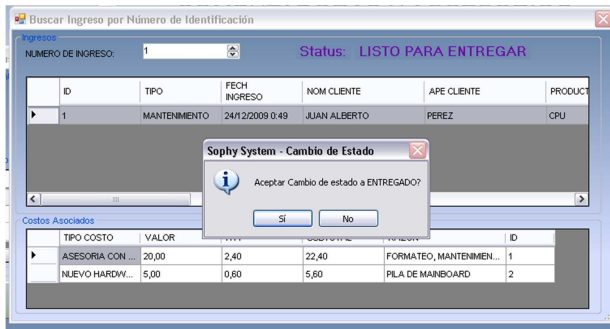 Buscar Ingreso por Número de Identificación
Ingresos
NUMERO DE INGRESO: 1 Status: LISTO PARA ENTREGAR
ID TIPO FECH INGRESO NOM CLIENTE APE CLIENTE PRODUCT
1 MANTENIMIENTO 24/12/2009 0:49 JUAN ALBERTO PEREZ CPU
Sophy System - Cambio de Estado
Aceptar Cambio de estado a ENTREGADO?
Sí No
Costos Asociados
TIPO COSTO VALOR ID
ASESORIA CON ... 20,00 2,40 22,40 FORMATEO, MANTENIMIEN... 1
NUEVO HARDW... 5,00 0,60 5,60 PILA DE MAINBOARD 2